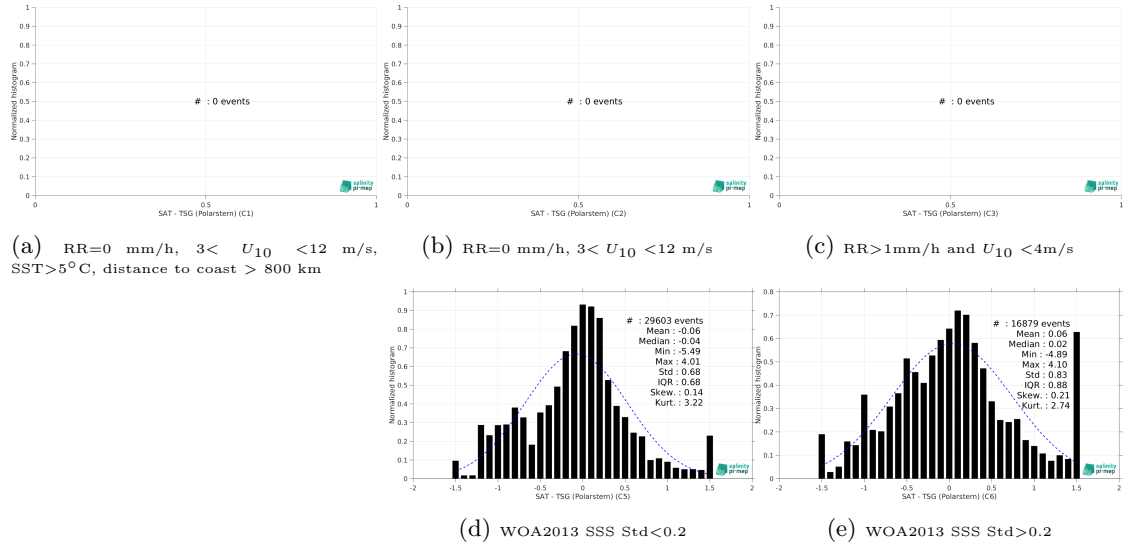 Normalized histogram
1
0.9
0.8
0.7
0.6
0.5
0.4
0.3
0.2
0.1
0
# : 0 events
salinity
pi-mep
0 0.5 1
SAT - TSG (Polarstern) (C1)
(a) RR=0 mm/h, 3< U10 <12 m/s,
SST>5°C, distance to coast > 800 km
Normalized histogram
1
0.9
0.8
0.7
0.6
0.5
0.4
0.3
0.2
0.1
0
# : 0 events
salinity
pi-mep
0 0.5 1
SAT - TSG (Polarstern) (C2)
(b) RR=0 mm/h, 3< U10 <12 m/s
Normalized histogram
1
0.9
0.8
0.7
0.6
0.5
0.4
0.3
0.2
0.1
0
# : 0 events
salinity
pi-mep
0 0.5 1
SAT - TSG (Polarstern) (C3)
(c) RR>1mm/h and U10 <4m/s
Normalized histogram
1
0.9
0.8
0.7
0.6
0.5
0.4
0.3
0.2
0.1
0
# : 29603 events
Mean : -0.06
Median : -0.04
Min : -5.49
Max : 4.01
Std : 0.68
IQR : 0.68
Skew. : 0.14
Kurt. : 3.22
salinity
pi-mep
-2 -1.5 -1 -0.5 0 0.5 1 1.5 2
SAT - TSG (Polarstern) (C5)
(d) WOA2013 SSS Std<0.2
Normalized histogram
0.8
0.7
0.6
0.5
0.4
0.3
0.2
0.1
0
# : 16879 events
Mean : 0.06
Median : 0.02
Min : -4.89
Max : 4.10
Std : 0.83
IQR : 0.88
Skew. : 0.21
Kurt. : 2.74
salinity
pi-mep
-2 -1.5 -1 -0.5 0 0.5 1 1.5 2
SAT - TSG (Polarstern) (C6)
(e) WOA2013 SSS Std>0.2